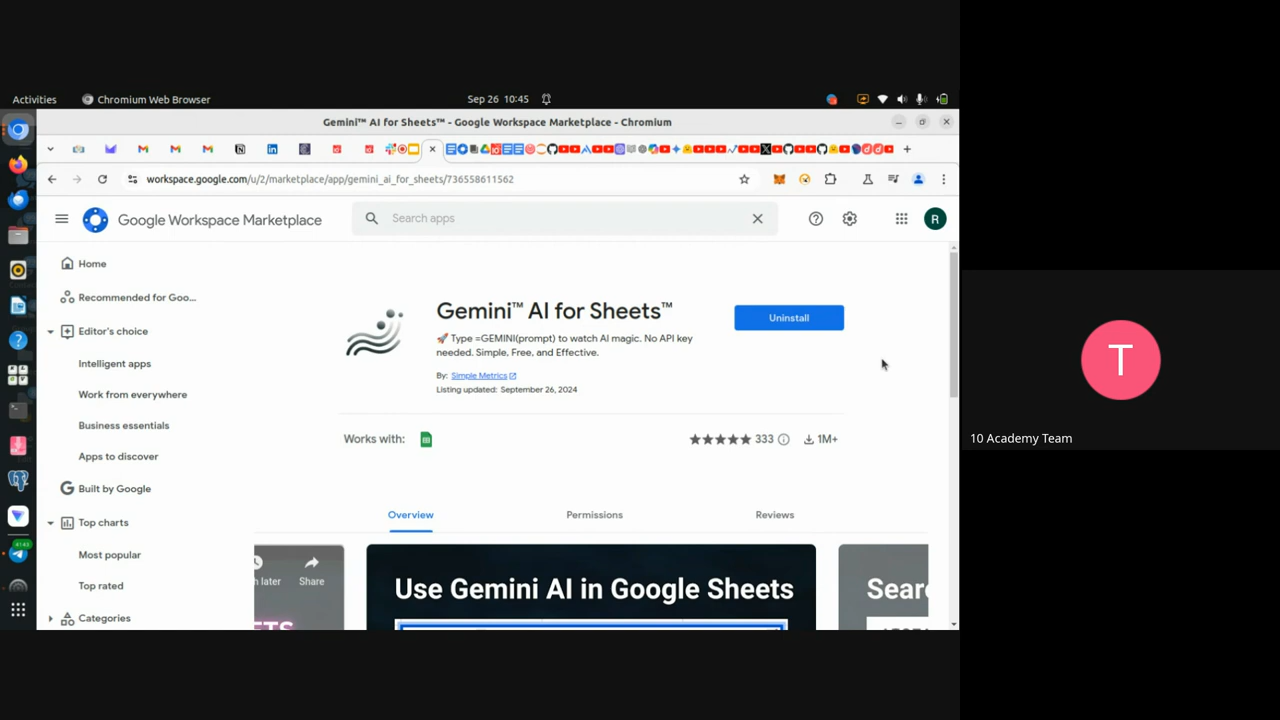 Activities
Chromium Web Browser
Sep 26 10:45
Gemini™ AI for Sheets™ - Google Workspace Marketplace - Chromium
workspace.google.com/u/2/marketplace/app/gemini_ai_for_sheets/736558611562
Google Workspace Marketplace
Search apps
R
Home
Recommended for Goo...
Editor's choice
Intelligent apps
Work from everywhere
Business essentials
Apps to discover
Built by Google
Top charts
Most popular
Top rated
Categories
Gemini™ AI for Sheets™
Uninstall
🚀 Type =GEMINI(prompt) to watch AI magic. No API key
needed. Simple, Free, and Effective.
By: Simple Metrics
Listing updated: September 26, 2024
Works with:
★★★★★ 333
1M+
Overview
Permissions
Reviews
later
Share
Use Gemini AI in Google Sheets
T
10 Academy Team